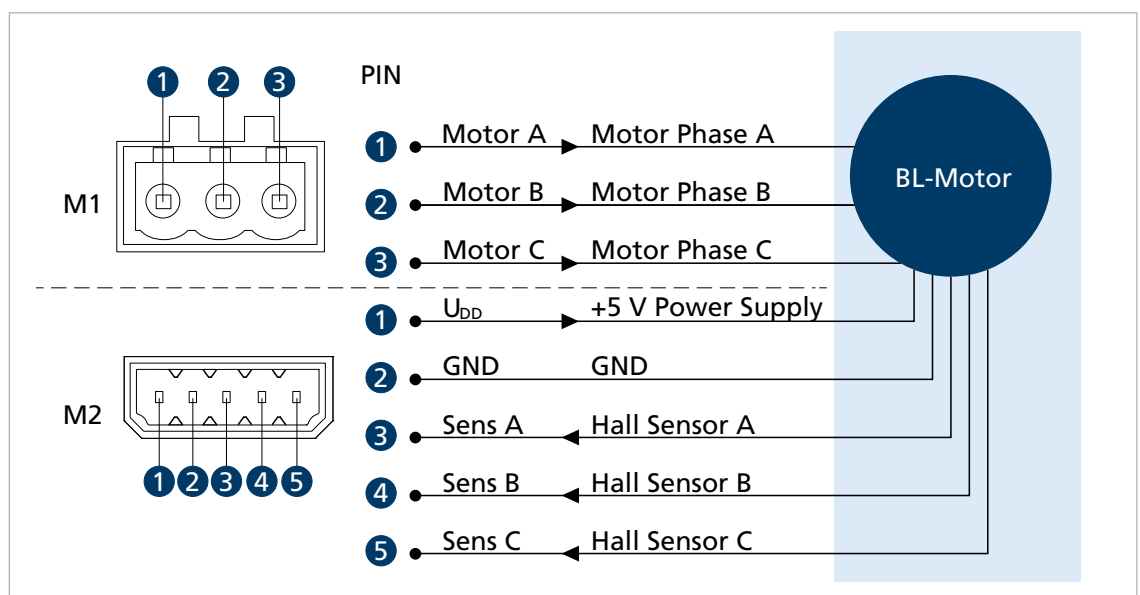 1 2 3
PIN
M1
1 Motor A Motor Phase A
2 Motor B Motor Phase B
3 Motor C Motor Phase C
BL-Motor
M2
1 2 3 4 5
1 UDD +5 V Power Supply
2 GND GND
3 Sens A Hall Sensor A
4 Sens B Hall Sensor B
5 Sens C Hall Sensor C